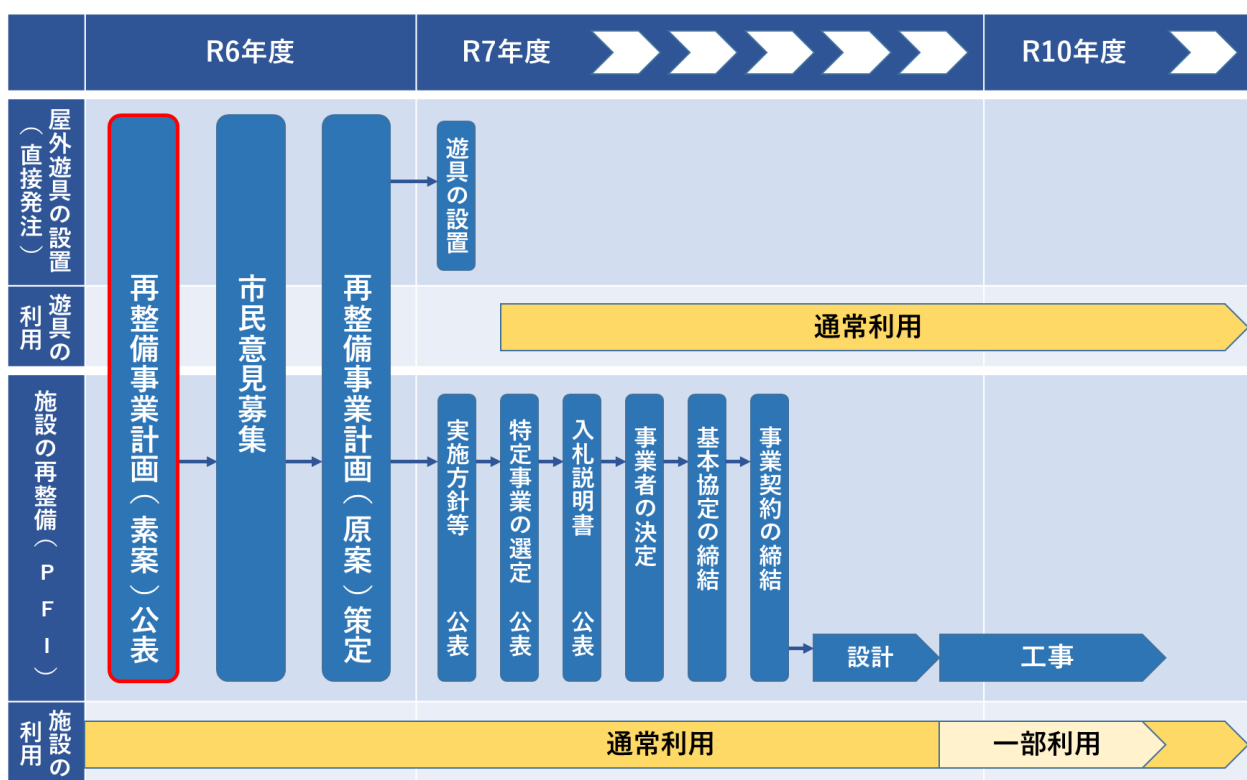 R6年度
R7年度
R10年度
屋外遊具の設置
（直接発注）
再整備事業計画（素案）公表
市民意見募集
再整備事業計画（原案）策定
遊具の設置
遊具の
利用
通常利用
施設の再整備（ＰＦＩ）
実施方針等 公表
特定事業の選定 公表
入札説明書 公表
事業者の決定
基本協定の締結
事業契約の締結
設計
工事
施設の
利用
通常利用
一部利用